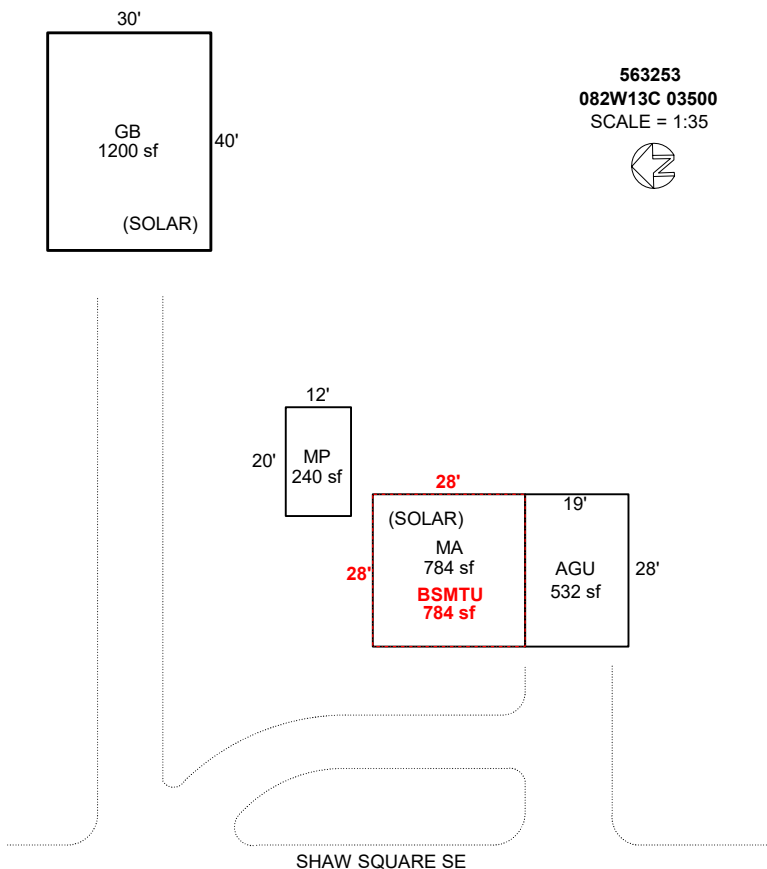 30'
563253
082W13C 03500
SCALE = 1:35
GB
1200 sf
40'
(SOLAR)
12'
20'
MP
240 sf
28'
19'
(SOLAR)
MA
784 sf
28'
BSMTU
784 sf
AGU
532 sf
28'
SHAW SQUARE SE